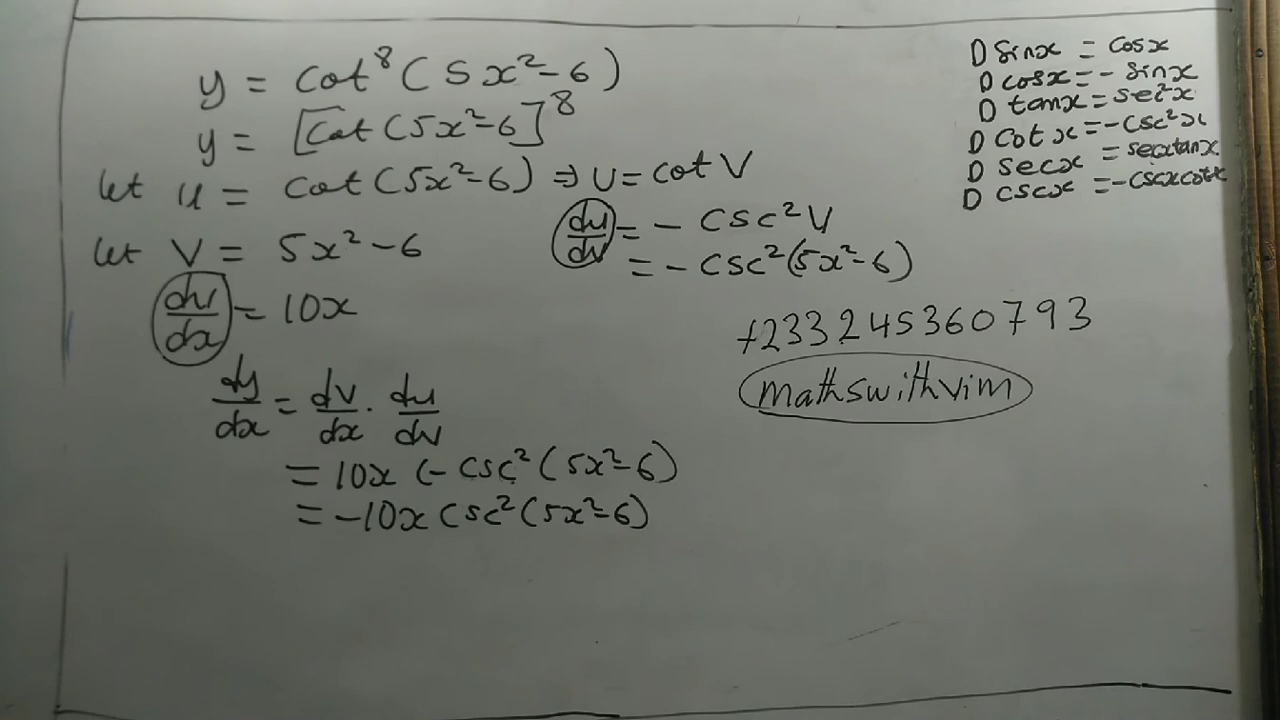 y = cot⁸(5x²-6)
y = [cot(5x²-6]⁸
let u = cot(5x²-6) ⇒ U = cot V
let V = 5x²-6
du/dv = - csc²V
= - csc²(5x²-6)
dv/dx = 10x
dy/dx = dv/dx . du/dv
= 10x (- csc²(5x²-6)
= -10x csc²(5x²-6)
D sinx = cosx
D cosx = - sinx
D tanx = sec²x
D cotx = -csc²x
D secx = secxtanx
D cscx = -cscxcotx
+233245360793
mathswithvim